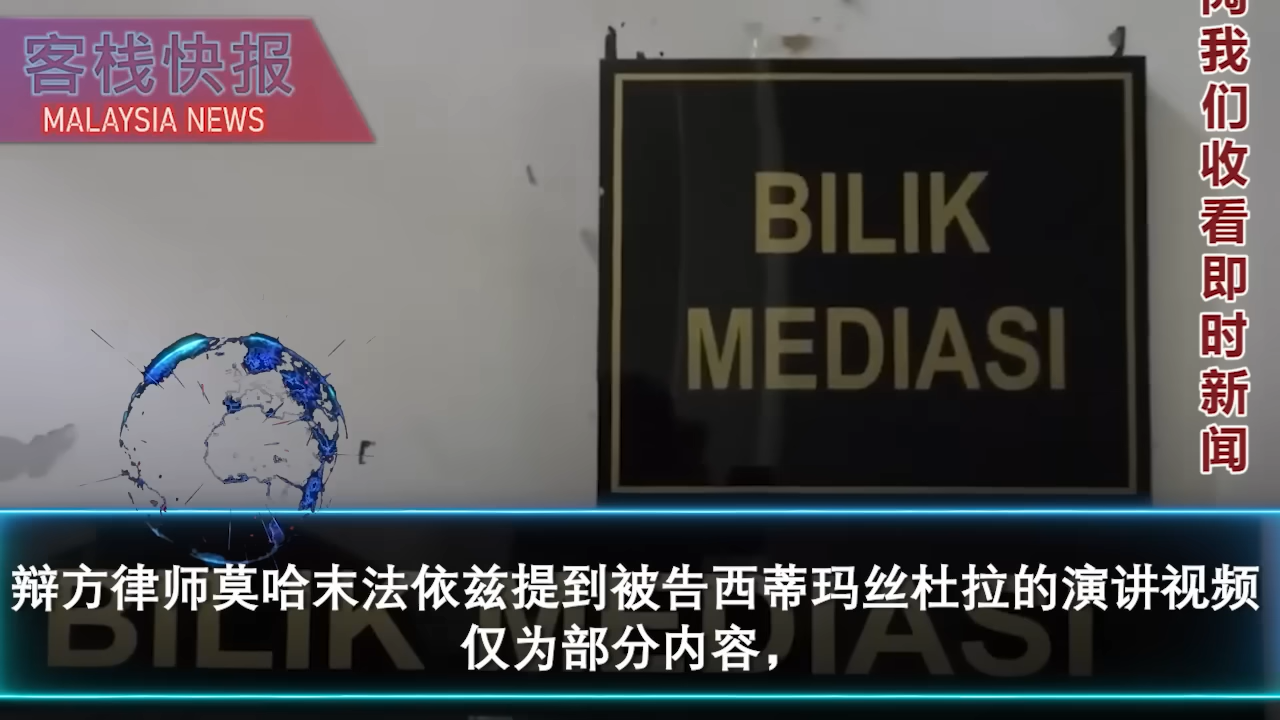 客栈快报
MALAYSIA NEWS
BILIK
MEDIASI
我们收看即时新闻
辩方律师莫哈末法依兹提到被告西蒂玛丝杜拉的演讲视频
仅为部分内容，
BILIK MEDIASI